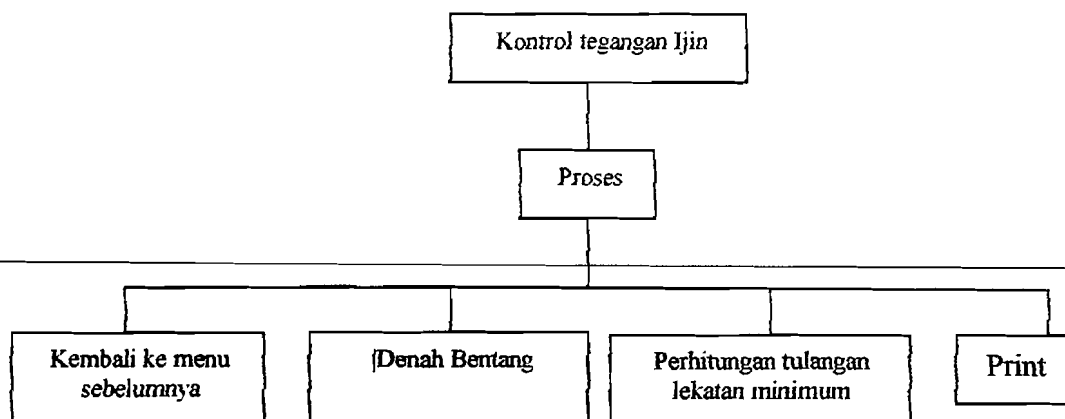 Kontrol tegangan Ijin
Proses
Kembali ke menu
sebelumnya
Denah Bentang
Perhitungan tulangan
lekatan minimum
Print